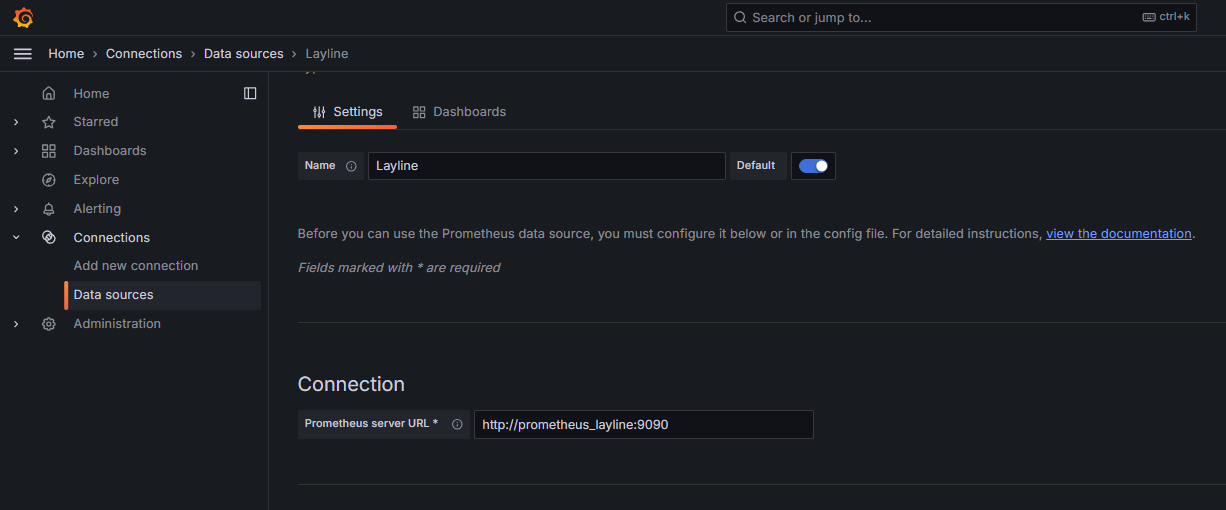 Search or jump to...
ctrl+k
Home › Connections › Data sources › Layline
Home
Starred
Dashboards
Explore
Alerting
Connections
Add new connection
Data sources
Administration
Settings
Dashboards
Name
Layline
Default
Before you can use the Prometheus data source, you must configure it below or in the config file. For detailed instructions, view the documentation.
Fields marked with * are required
Connection
Prometheus server URL *
http://prometheus_layline:9090